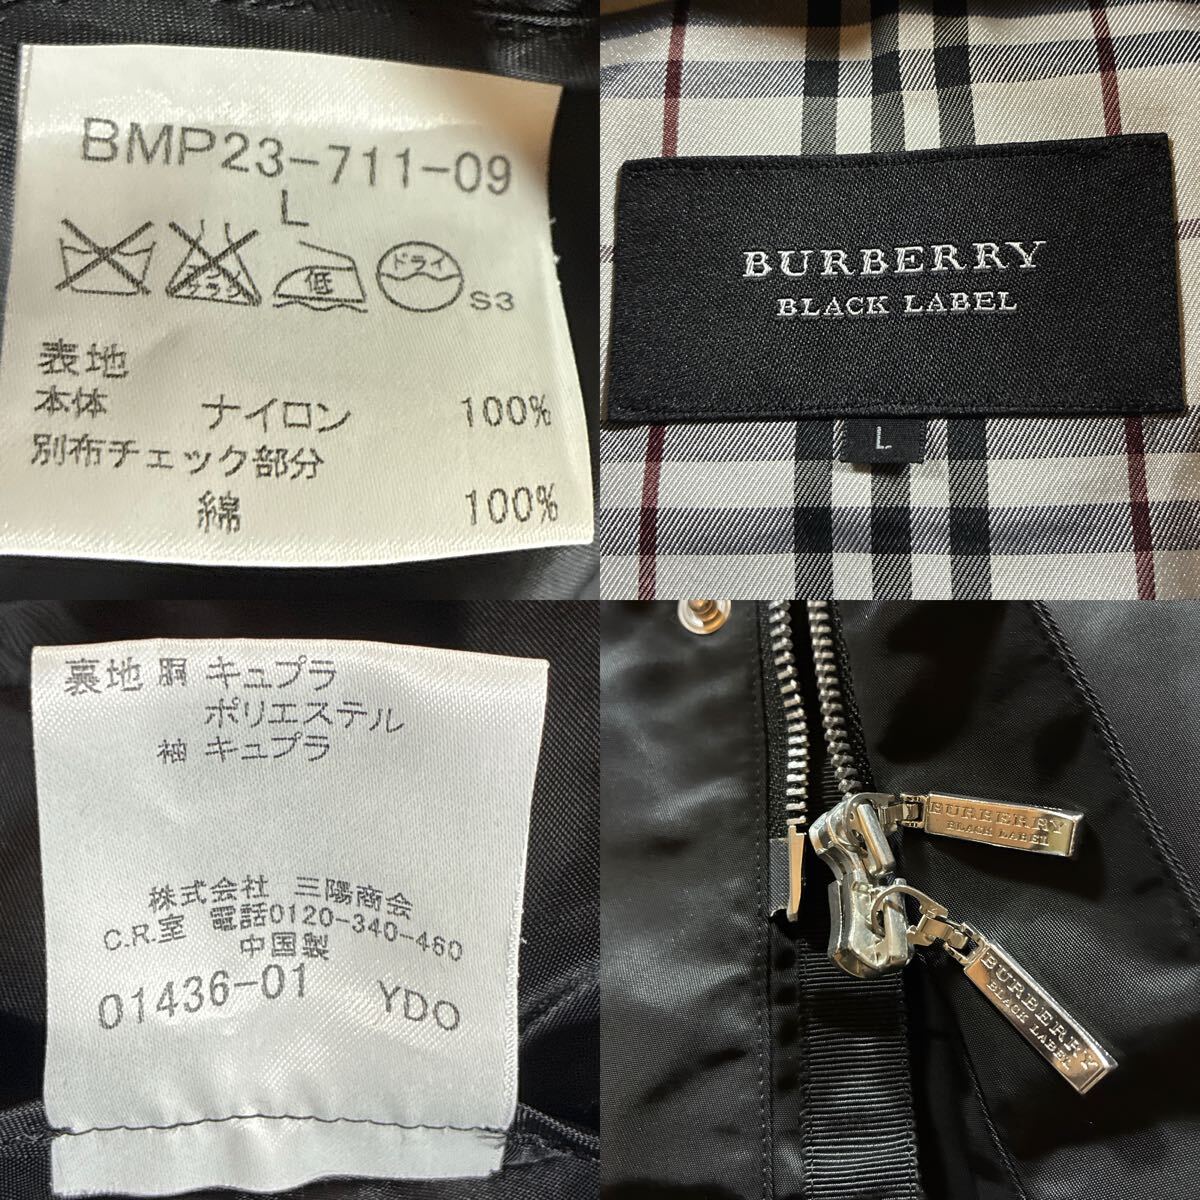 BMP23-711-09
L
ドライ
低
S3
表地
本体 ナイロン 100%
別布チェック部分
綿 100%
BURBERRY
BLACK LABEL
L
裏地 胴 キュプラ
ポリエステル
袖 キュプラ
株式会社 三陽商会
C.R.室 電話0120-340-460
中国製
01436-01 YDO
BURBERRY
BLACK LABEL
BURBERRY
BLACK LABEL